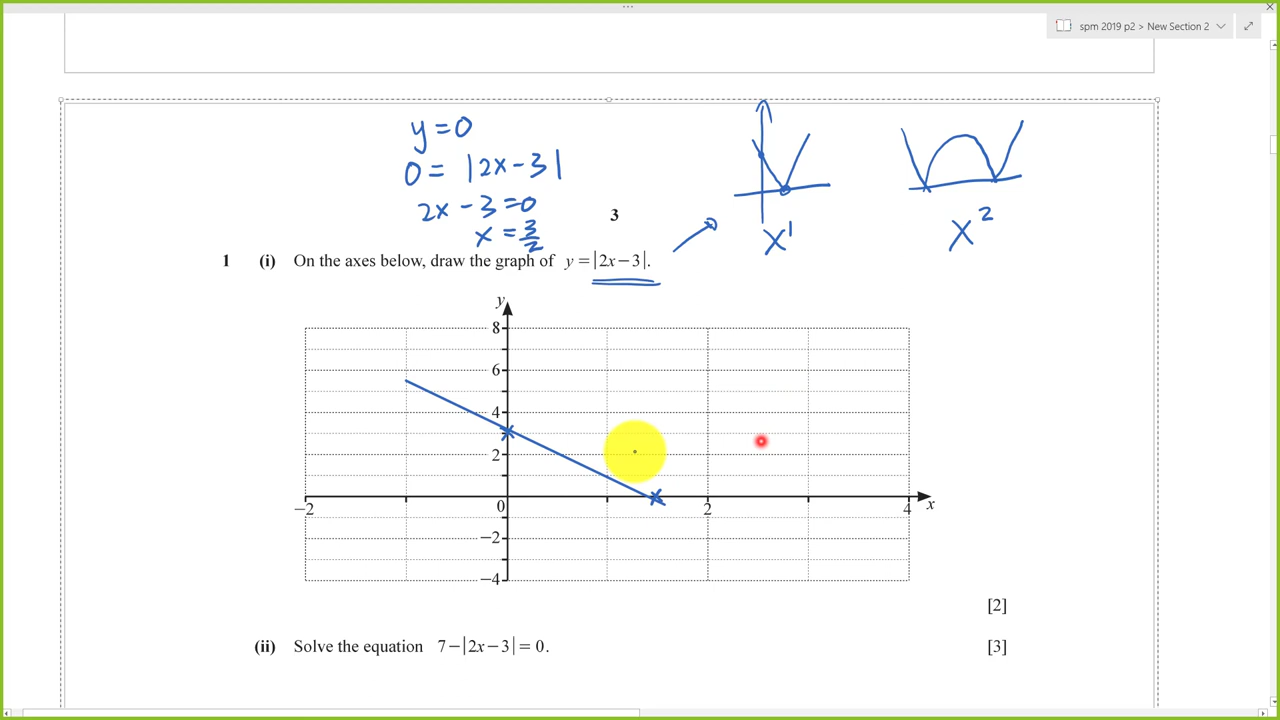 spm 2019 p2 > New Section 2
y = 0
0 = |2x - 3|
2x - 3 = 0
x = 3/2
x¹
x²
3
1 (i) On the axes below, draw the graph of y = |2x − 3|.
y
8
6
4
2
−2 0 2 4 x
−2
−4
[2]
(ii) Solve the equation 7 − |2x − 3| = 0. [3]